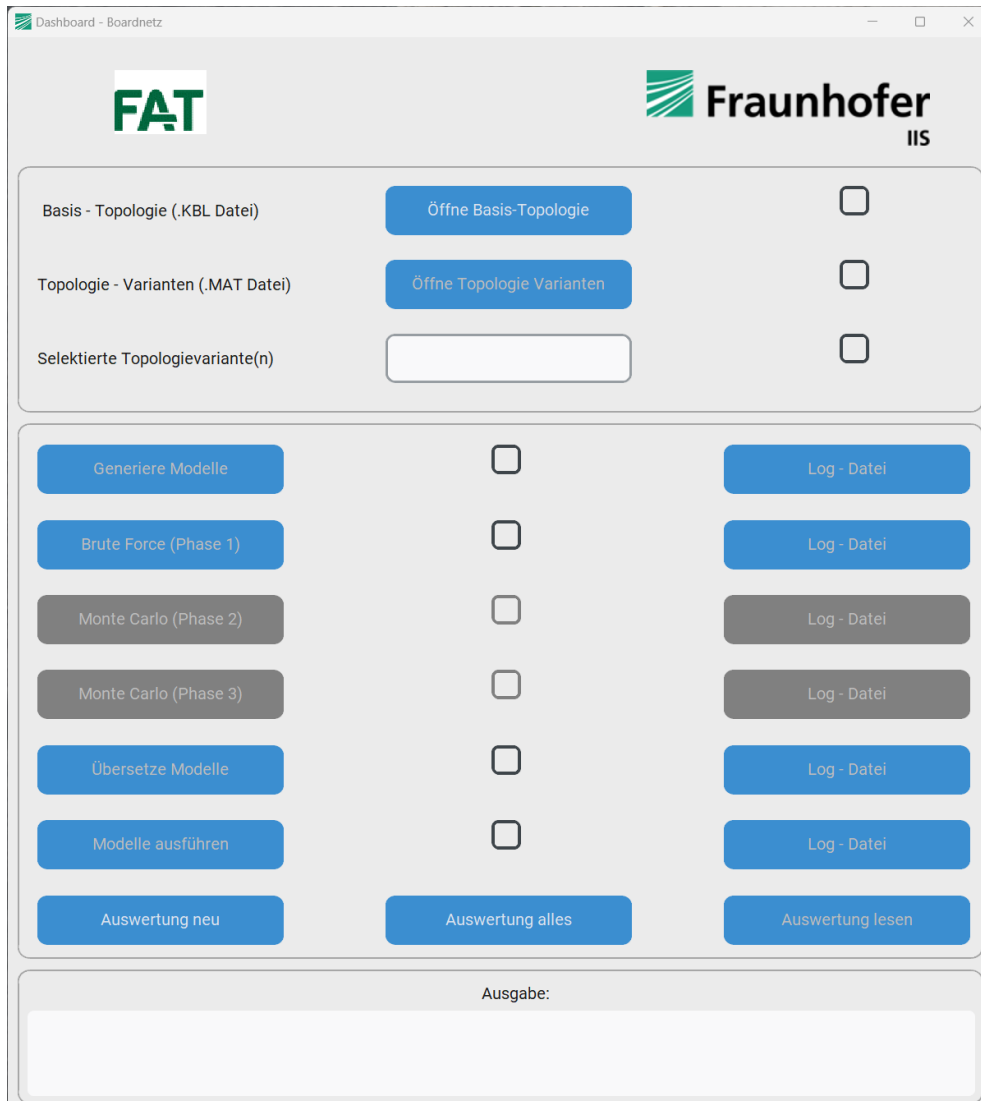 Dashboard - Boardnetz
FAT
Fraunhofer
IIS
Basis - Topologie (.KBL Datei)
Öffne Basis-Topologie
Topologie - Varianten (.MAT Datei)
Öffne Topologie Varianten
Selektierte Topologievariante(n)
Generiere Modelle
Log - Datei
Brute Force (Phase 1)
Log - Datei
Monte Carlo (Phase 2)
Log - Datei
Monte Carlo (Phase 3)
Log - Datei
Übersetze Modelle
Log - Datei
Modelle ausführen
Log - Datei
Auswertung neu
Auswertung alles
Auswertung lesen
Ausgabe: